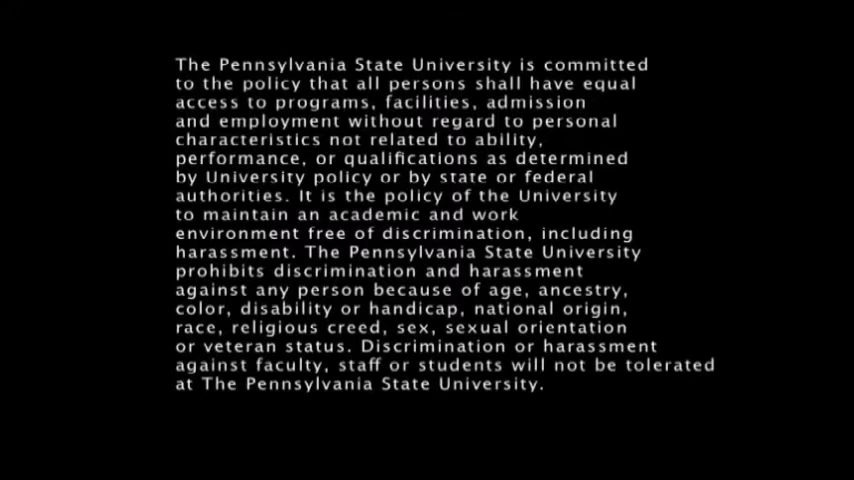 The Pennsylvania State University is committed
to the policy that all persons shall have equal
access to programs, facilities, admission
and employment without regard to personal
characteristics not related to ability,
performance, or qualifications as determined
by University policy or by state or federal
authorities. It is the policy of the University
to maintain an academic and work
environment free of discrimination, including
harassment. The Pennsylvania State University
prohibits discrimination and harassment
against any person because of age, ancestry,
color, disability or handicap, national origin,
race, religious creed, sex, sexual orientation
or veteran status. Discrimination or harassment
against faculty, staff or students will not be tolerated
at The Pennsylvania State University.